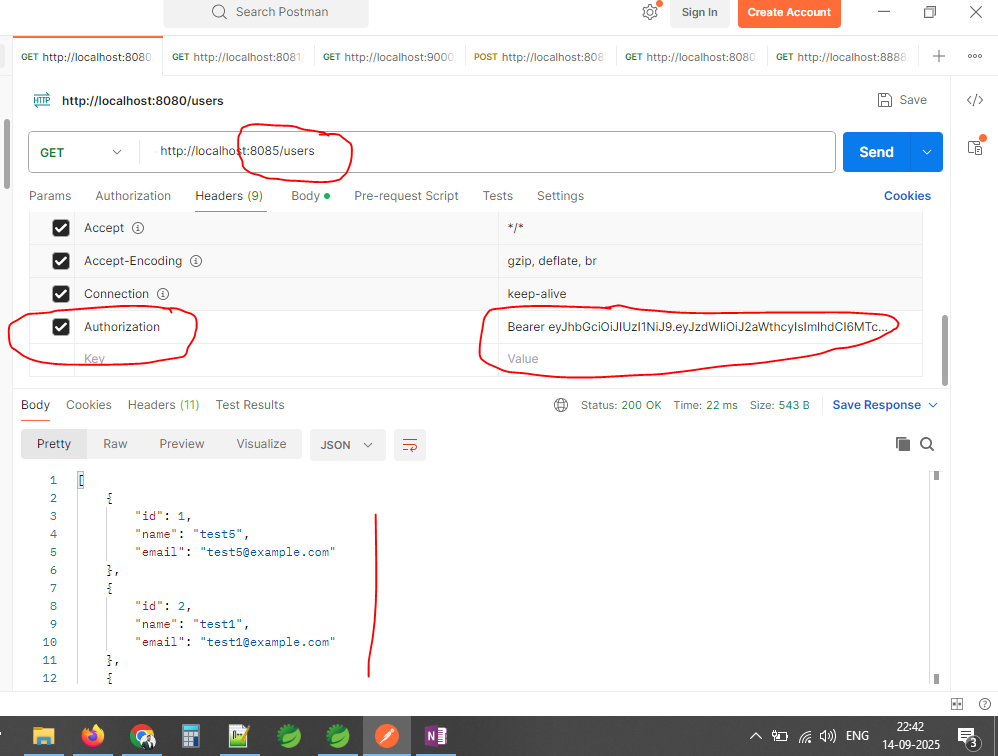 Search Postman
Sign In
Create Account
GET http://localhost:8080
GET http://localhost:8081/
GET http://localhost:9000
POST http://localhost:808
GET http://localhost:8080
GET http://localhost:8888
HTTP http://localhost:8080/users
Save
GET http://localhost:8085/users
Send
Params Authorization Headers (9) Body Pre-request Script Tests Settings Cookies
Accept */*
Accept-Encoding gzip, deflate, br
Connection keep-alive
Authorization Bearer eyJhbGciOiJIUzI1NiJ9.eyJzdWIiOiJ2aWthcyIsImlhdCI6MTc...
Key Value
Body Cookies Headers (11) Test Results Status: 200 OK Time: 22 ms Size: 543 B Save Response
Pretty Raw Preview Visualize JSON
1 [
2 {
3 "id": 1,
4 "name": "test5",
5 "email": "test5@example.com"
6 },
7 {
8 "id": 2,
9 "name": "test1",
10 "email": "test1@example.com"
11 },
12 {
ENG
22:42
14-09-2025
3